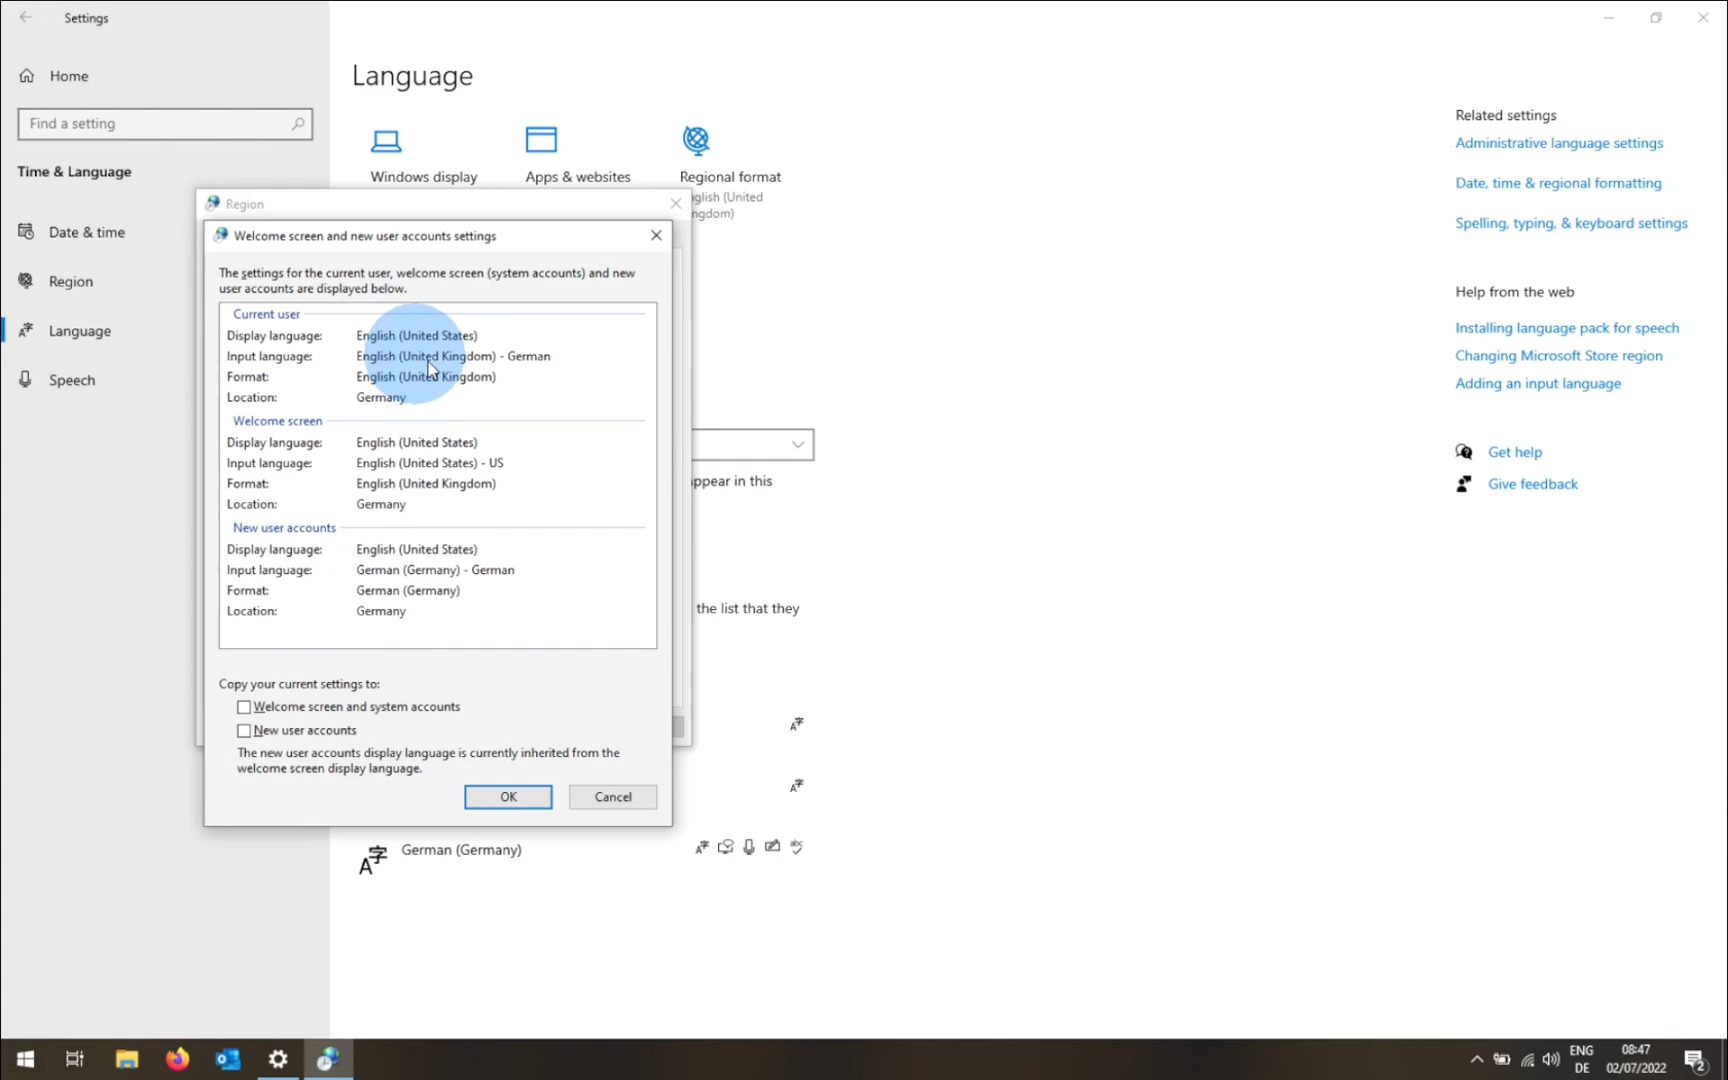 Settings
Home
Find a setting
Time & Language
Date & time
Region
Language
Speech
Language
Windows display
Apps & websites
Regional format
glish (United
ngdom)
Region
Welcome screen and new user accounts settings
The settings for the current user, welcome screen (system accounts) and new
user accounts are displayed below.
Current user
Display language: English (United States)
Input language: English (United Kingdom) - German
Format: English (United Kingdom)
Location: Germany
Welcome screen
Display language: English (United States)
Input language: English (United States) - US
Format: English (United Kingdom)
Location: Germany
New user accounts
Display language: English (United States)
Input language: German (Germany) - German
Format: German (Germany)
Location: Germany
Copy your current settings to:
Welcome screen and system accounts
New user accounts
The new user accounts display language is currently inherited from the
welcome screen display language.
OK
Cancel
ppear in this
the list that they
German (Germany)
Related settings
Administrative language settings
Date, time & regional formatting
Spelling, typing, & keyboard settings
Help from the web
Installing language pack for speech
Changing Microsoft Store region
Adding an input language
Get help
Give feedback
ENG
DE
08:47
02/07/2022
2